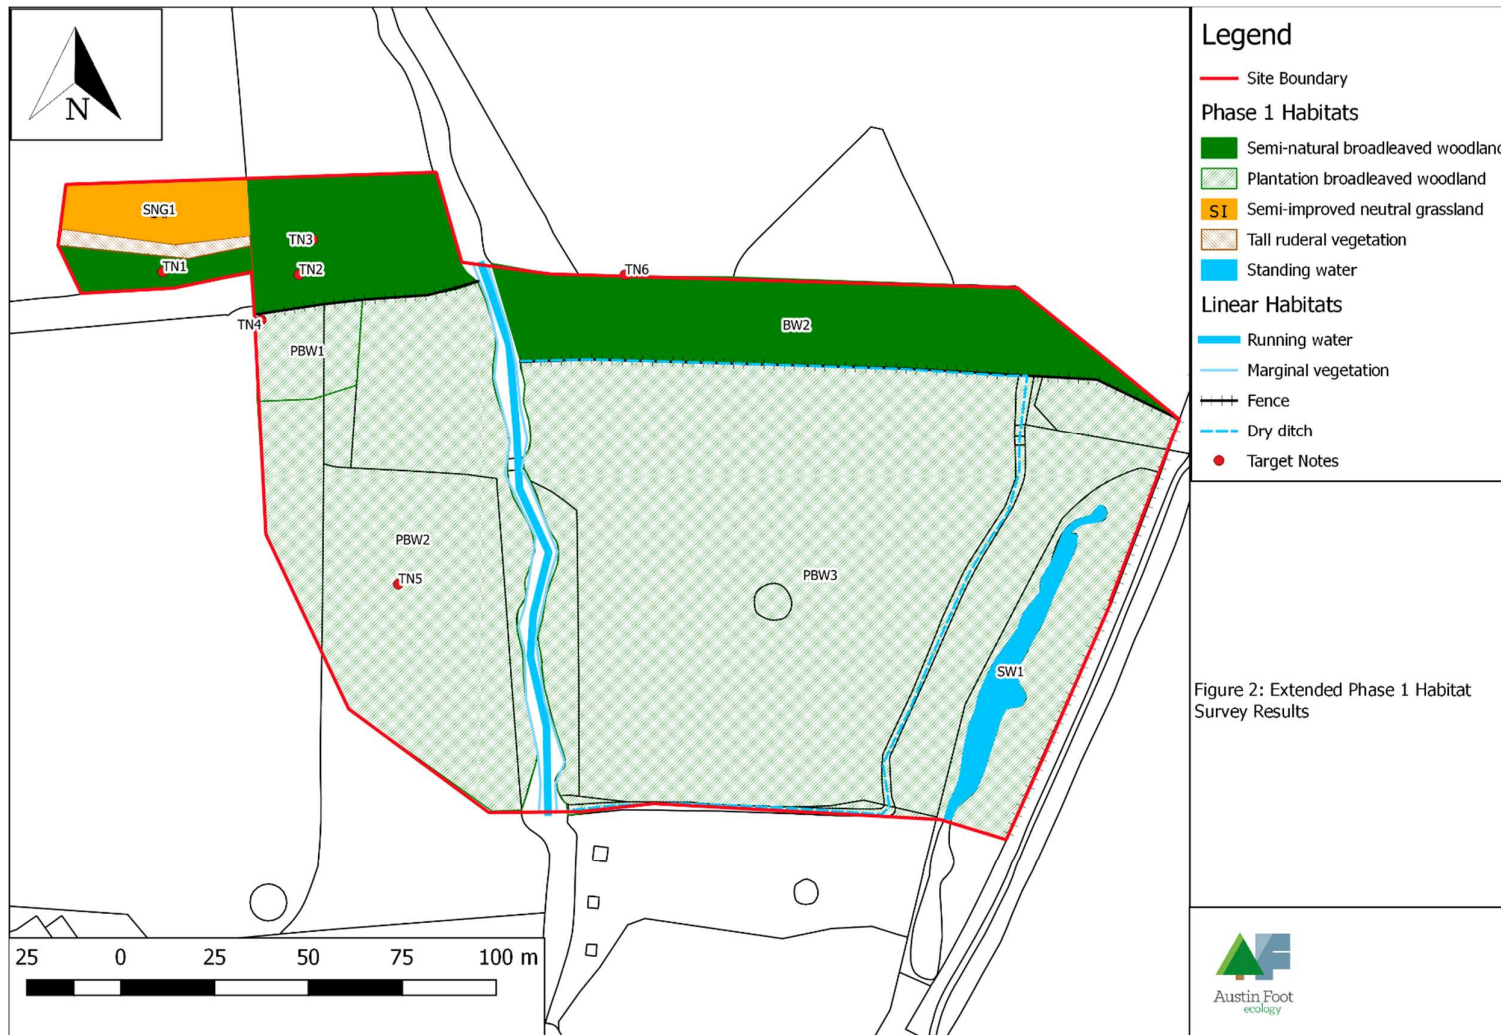 N
SNG1
TN1
TN3
TN2
TN4
TN6
BW2
PBW1
PBW2
TN5
PBW3
SW1
25 0 25 50 75 100 m
Legend
Site Boundary
Phase 1 Habitats
Semi-natural broadleaved woodland
Plantation broadleaved woodland
SI Semi-improved neutral grassland
Tall ruderal vegetation
Standing water
Linear Habitats
Running water
Marginal vegetation
Fence
Dry ditch
Target Notes
Figure 2: Extended Phase 1 Habitat
Survey Results
Austin Foot
ecology